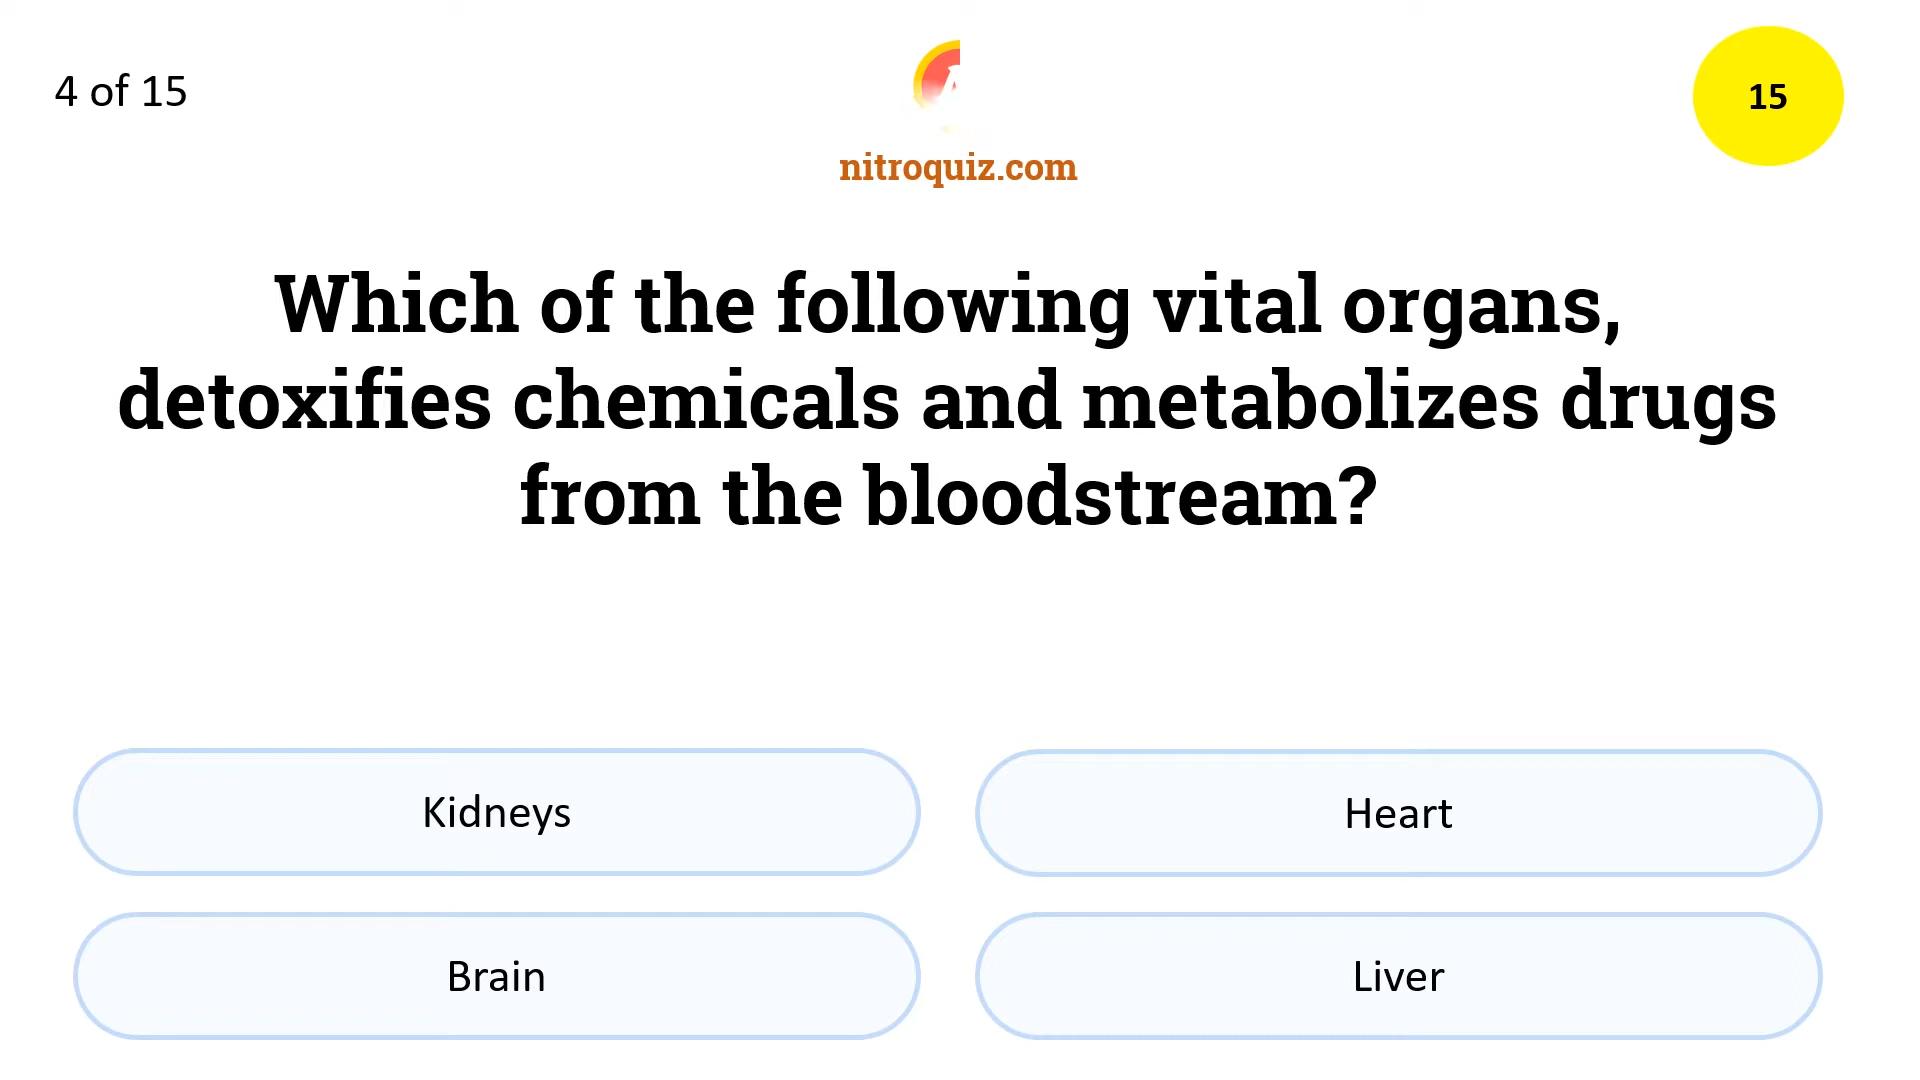 4 of 15
15
nitroquiz.com
Which of the following vital organs,
detoxifies chemicals and metabolizes drugs
from the bloodstream?
Kidneys
Heart
Brain
Liver